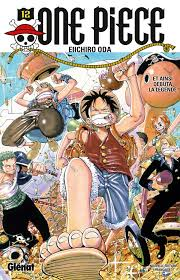 12
ONE PIECE
EIICHIRO ODA
ET AINSI
DÉBUTA
LA LÉGENDE
Glénat